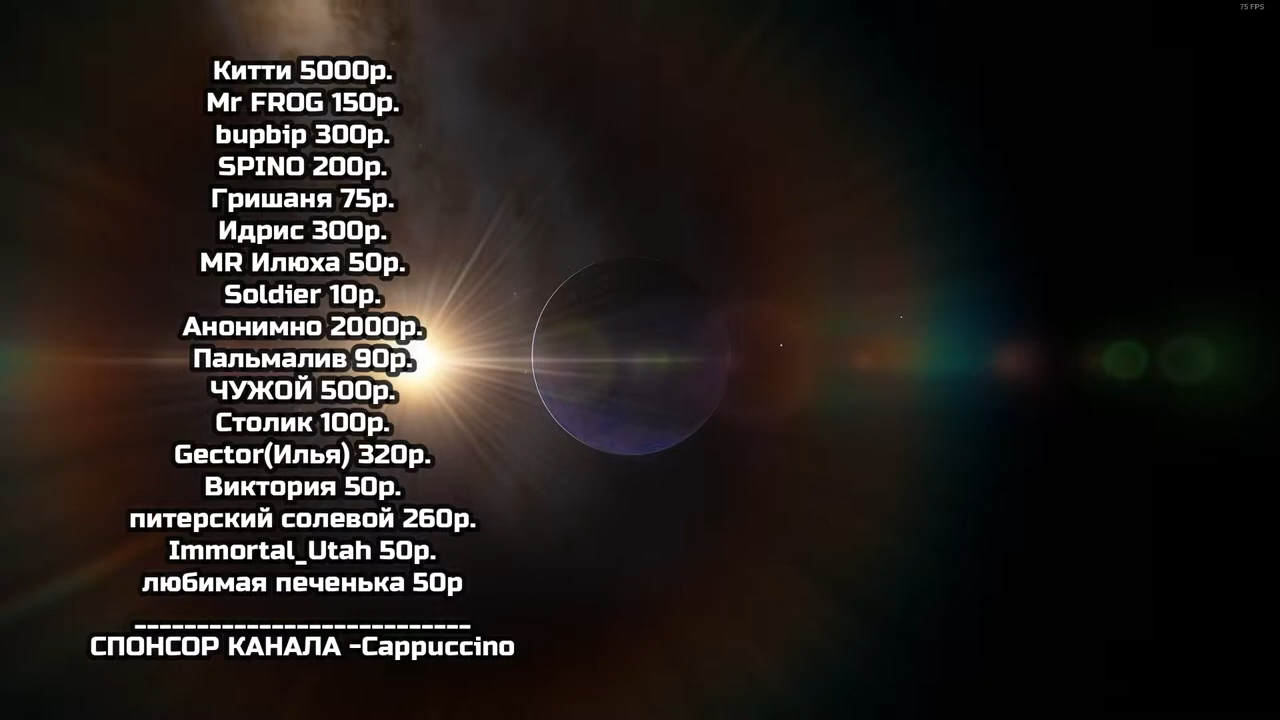 75 FPS
Китти 5000р.
Mr FROG 150р.
bupbip 300р.
SPINO 200р.
Гришаня 75р.
Идрис 300р.
MR Илюха 50р.
Soldier 10р.
Анонимно 2000р.
Пальмалив 90р.
ЧУЖОЙ 500р.
Столик 100р.
Gector(Илья) 320р.
Виктория 50р.
питерский солевой 260р.
Immortal_Utah 50р.
любимая печенька 50р
___________________________
СПОНСОР КАНАЛА -Cappuccino